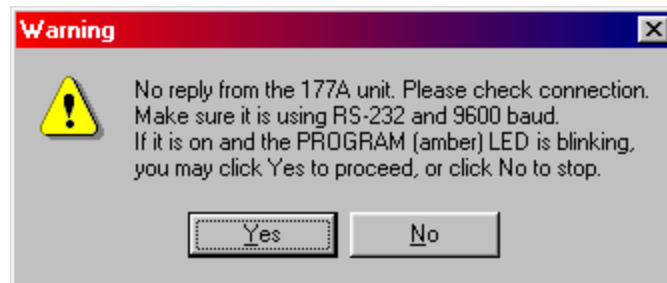 Warning
No reply from the 177A unit. Please check connection.
Make sure it is using RS-232 and 9600 baud.
If it is on and the PROGRAM (amber) LED is blinking,
you may click Yes to proceed, or click No to stop.
Yes No